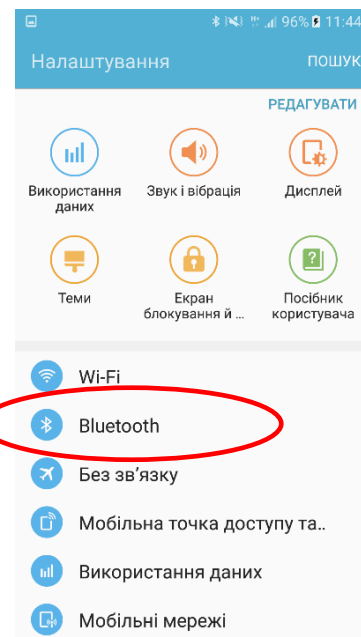 96% 11:44
Налаштування ПОШУК
РЕДАГУВАТИ
Використання даних
Звук і вібрація
Дисплей
Теми
Екран блокування й ...
Посібник користувача
Wi-Fi
Bluetooth
Без зв’язку
Мобільна точка доступу та..
Використання даних
Мобільні мережі